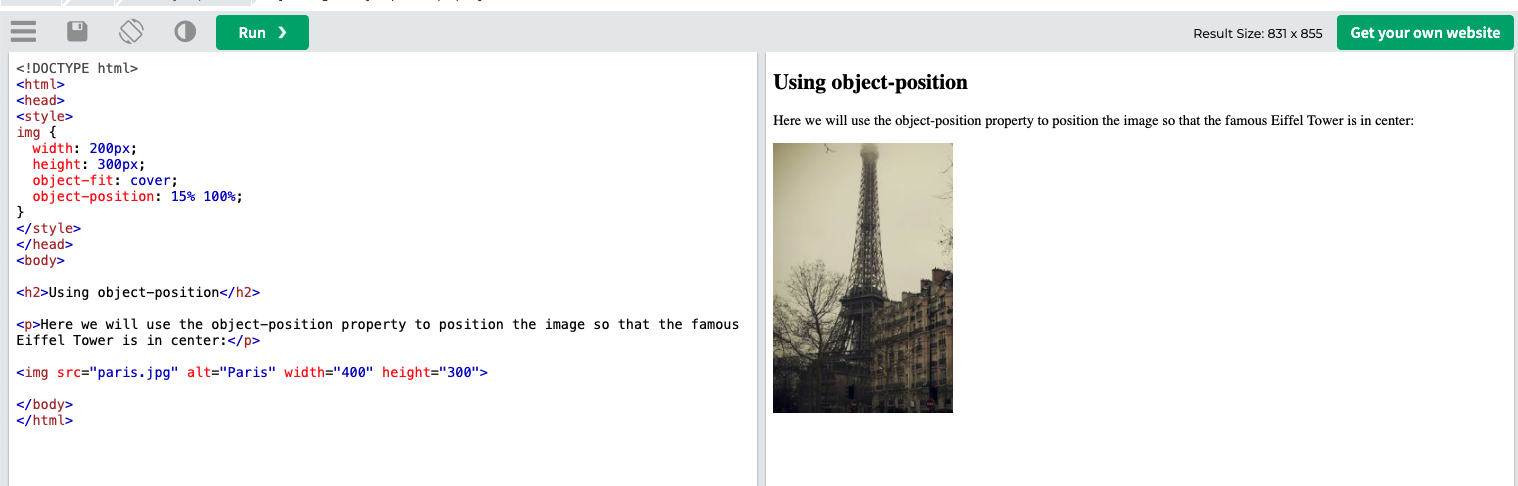 Run ❯
Result Size: 831 x 855
Get your own website
<!DOCTYPE html>
<html>
<head>
<style>
img {
  width: 200px;
  height: 300px;
  object-fit: cover;
  object-position: 15% 100%;
}
</style>
</head>
<body>
<h2>Using object-position</h2>
<p>Here we will use the object-position property to position the image so that the famous
Eiffel Tower is in center:</p>
<img src="paris.jpg" alt="Paris" width="400" height="300">
</body>
</html>
Using object-position
Here we will use the object-position property to position the image so that the famous Eiffel Tower is in center: